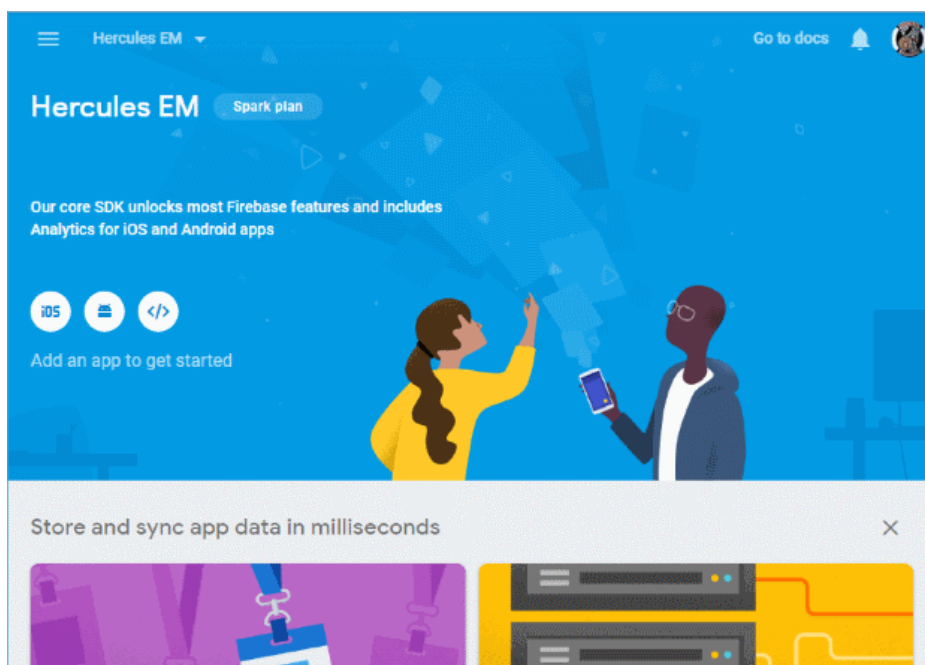 Hercules EM
Go to docs
Hercules EM
Spark plan
Our core SDK unlocks most Firebase features and includes
Analytics for iOS and Android apps
iOS
</>
Add an app to get started
Store and sync app data in milliseconds